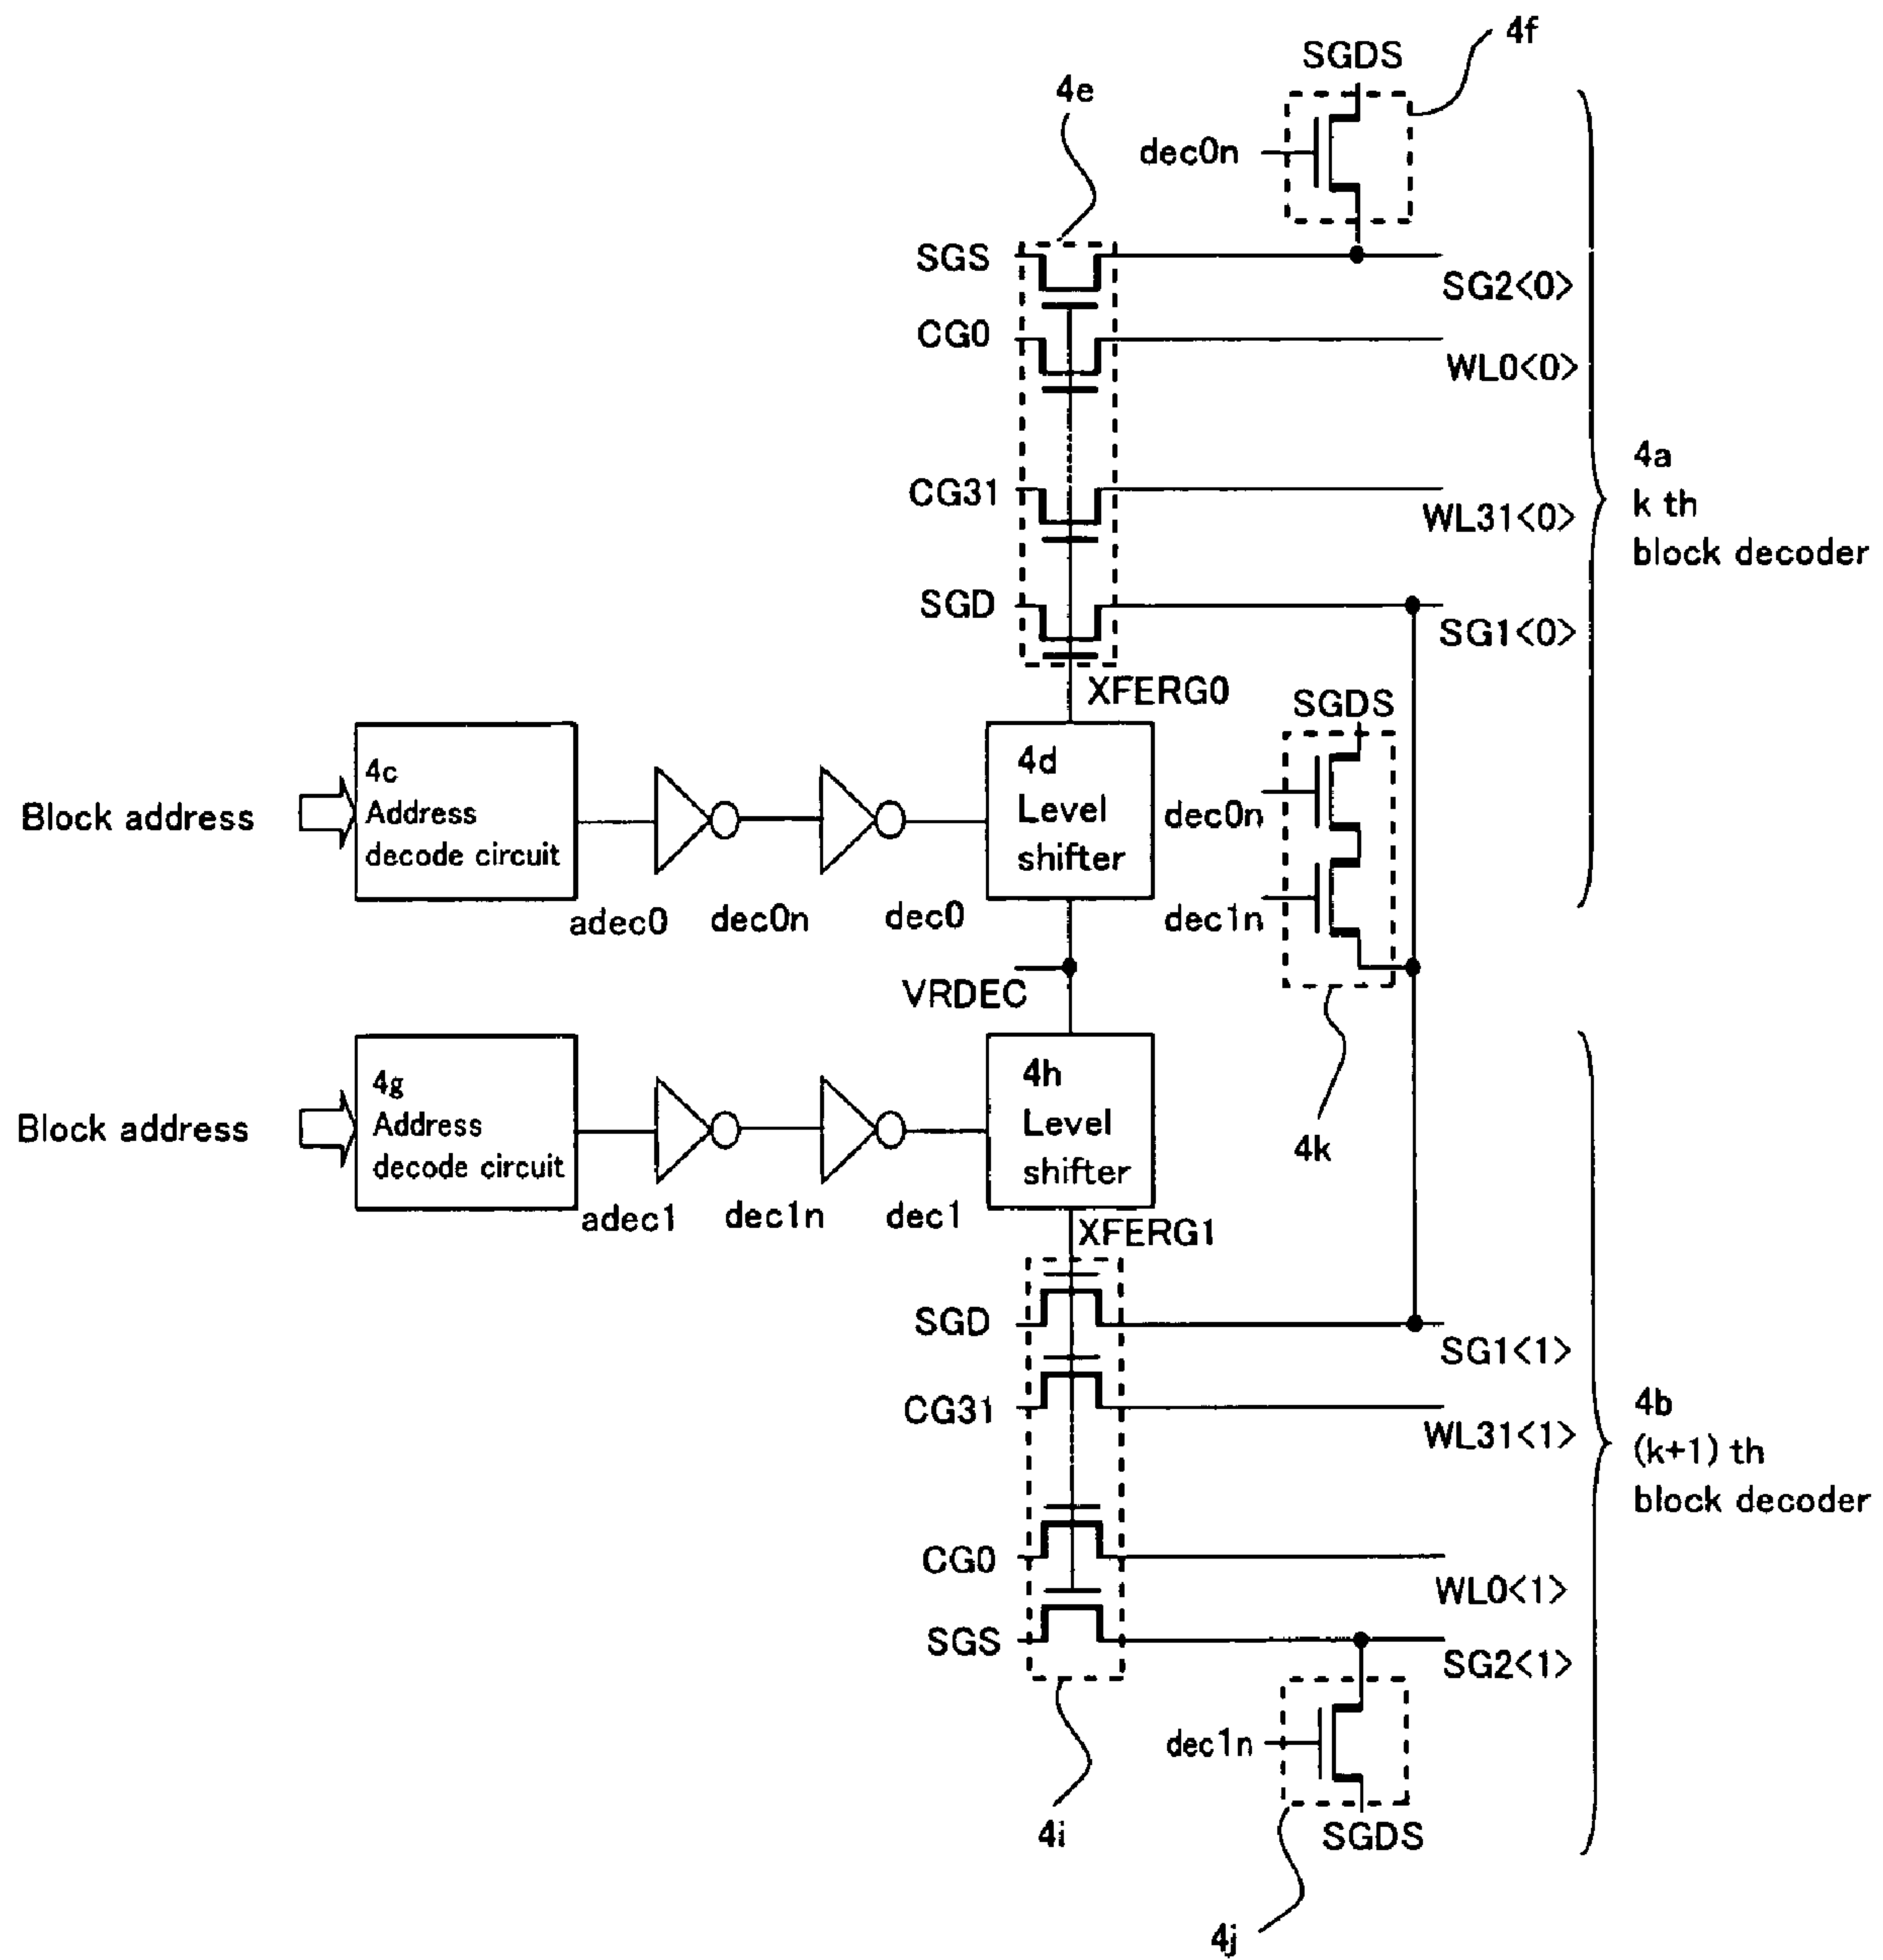 4f
SGDS
4e
dec0n
SGS
SG2<0>
CG0
WL0<0>
4a
k th
block decoder
CG31
WL31<0>
SGD
SG1<0>
XFERG0
SGDS
4c
Address
decode circuit
4d
Level
shifter
Block address
dec0n
adec0
dec0n
dec0
dec1n
VRDEC
4g
Address
decode circuit
4h
Level
shifter
Block address
4k
adec1
dec1n
dec1
XFERG1
SGD
SG1<1>
CG31
WL31<1>
4b
(k+1) th
block decoder
CG0
WL0<1>
SGS
SG2<1>
dec1n
4i
SGDS
4j